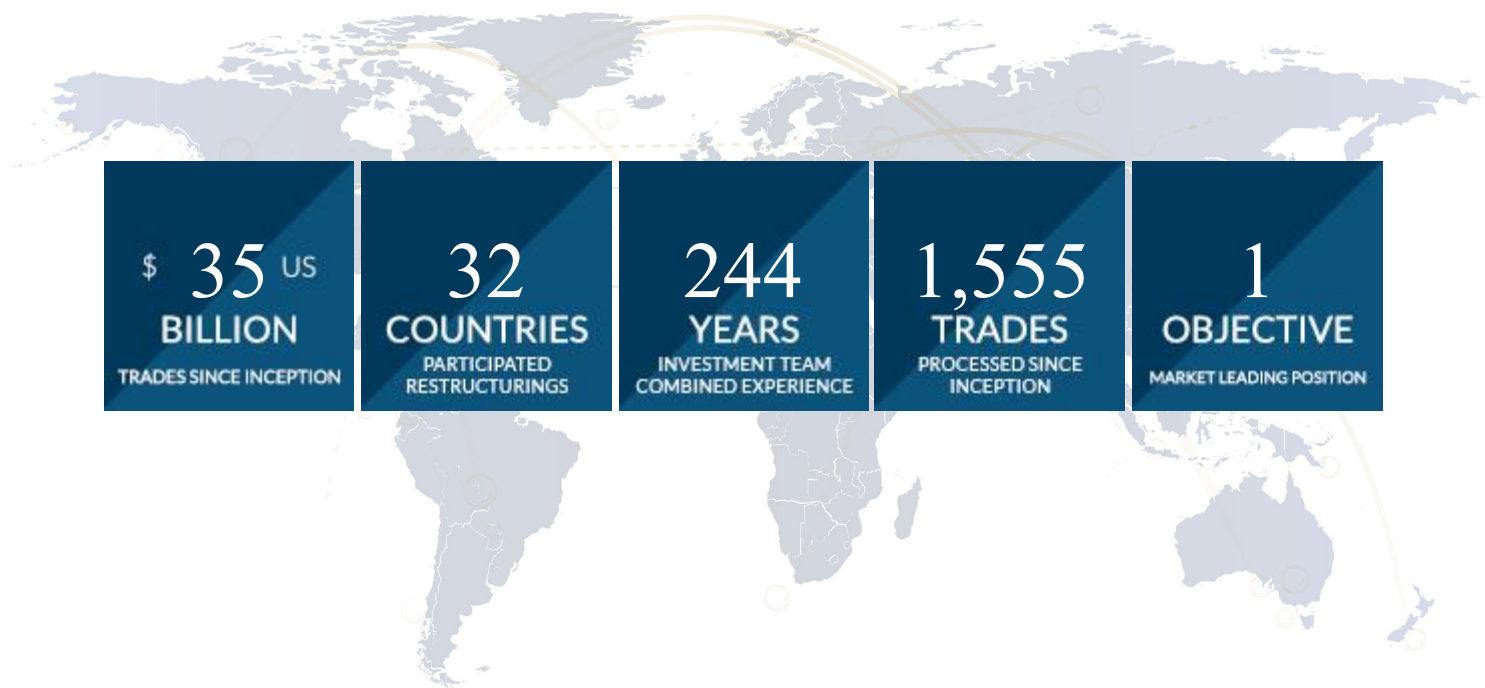 $ 35 US
BILLION
TRADES SINCE INCEPTION
32
COUNTRIES
PARTICIPATED
RESTRUCTURINGS
244
YEARS
INVESTMENT TEAM
COMBINED EXPERIENCE
1,555
TRADES
PROCESSED SINCE
INCEPTION
1
OBJECTIVE
MARKET LEADING POSITION